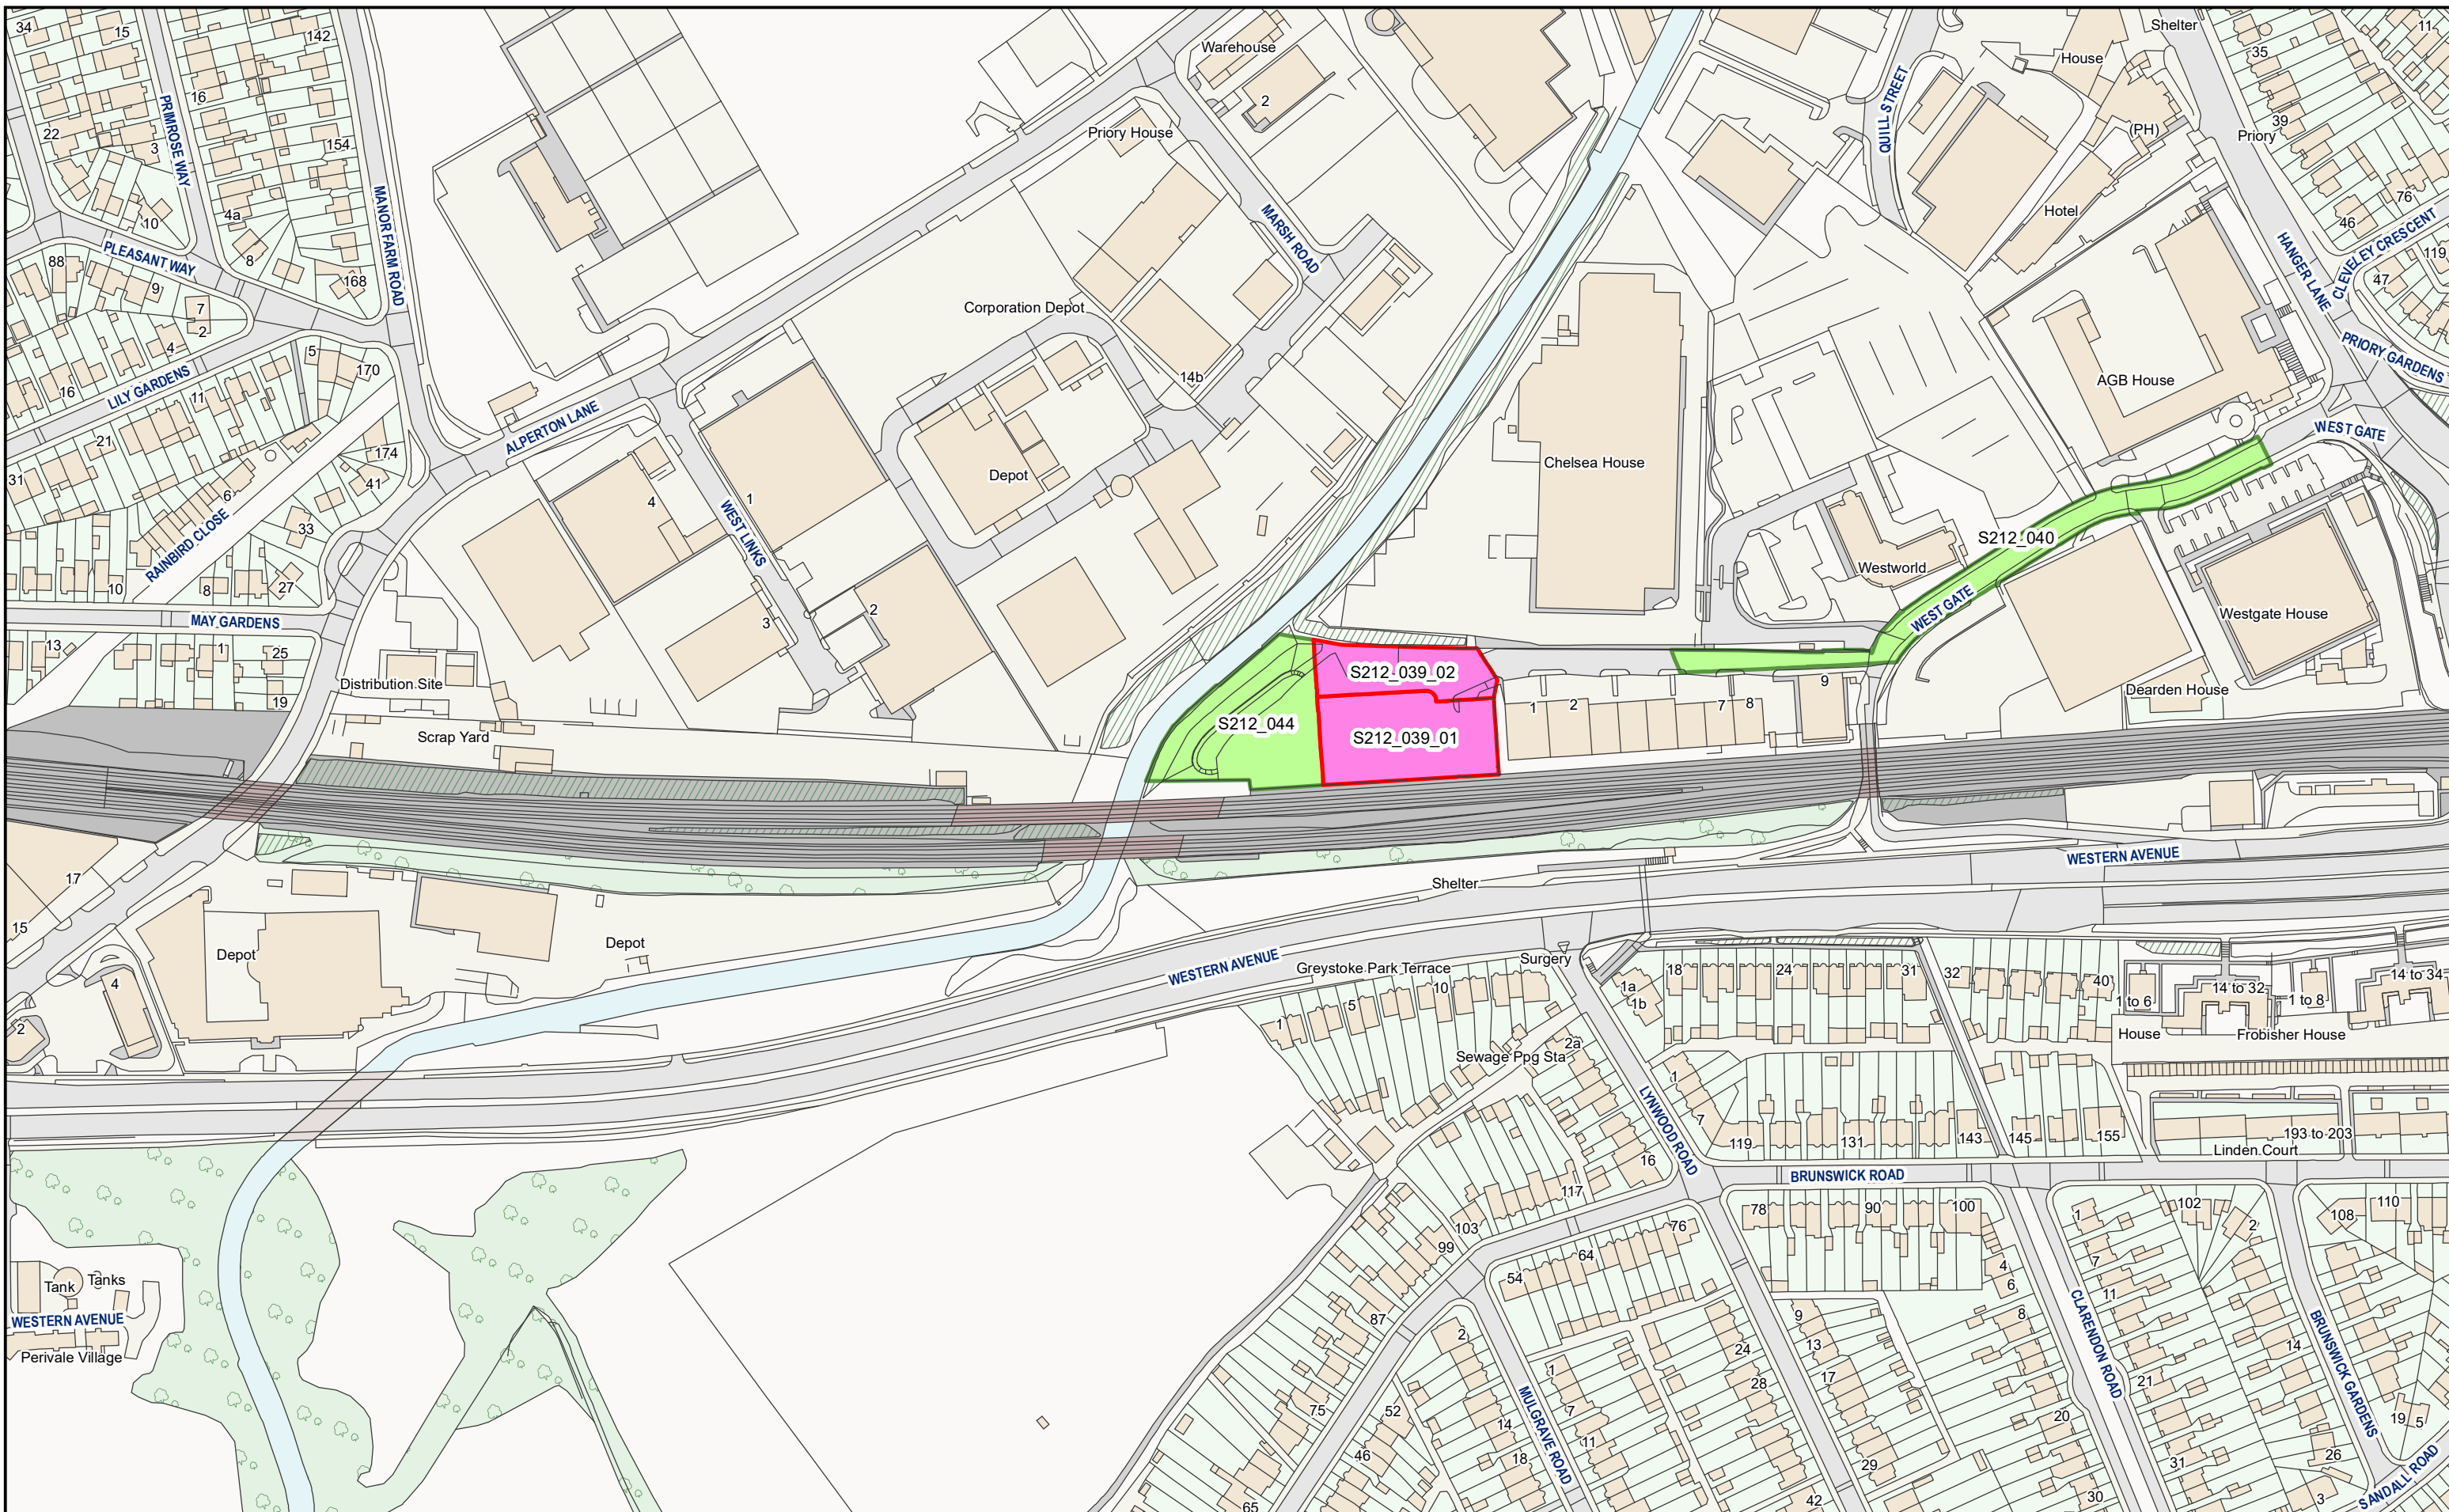 34
15
142
Warehouse
Shelter
11
PRIMROSE WAY
16
2
House
35
QUILL STREET
22
3
154
Priory House
(PH)
39
Priory
MANOR FARM ROAD
10
4a
MARSH ROAD
Hotel
76
46
CLEVELEY CRESCENT
PLEASANT WAY
8
88
9
168
HANGER LANE
119
47
7
2
Corporation Depot
4
5
PRIORY GARDENS
16
170
14b
AGB House
LILY GARDENS
11
ALPERTON LANE
21
174
WEST GATE
31
41
Depot
Chelsea House
6
4
1
33
WEST LINKS
S212_040
RAINBIRD CLOSE
Westworld
10
8
27
2
WEST GATE
Westgate House
MAY GARDENS
3
13
1
25
S212_039_02
Distribution Site
9
Dearden House
19
1
2
7
8
S212_044
Scrap Yard
S212_039_01
WESTERN AVENUE
17
Shelter
15
Depot
Depot
WESTERN AVENUE
Greystoke Park Terrace
Surgery
18
24
31
32
40
14 to 34
4
1a
1b
5
10
1 to 6
14 to 32
1 to 8
2
1
2a
House
Frobisher House
Sewage Ppg Sta
1
LYNWOOD ROAD
7
119
131
143
145
155
193 to 203
Linden Court
16
BRUNSWICK ROAD
117
78
90
100
102
108
110
103
76
1
2
99
64
7
Tank
Tanks
54
4
6
11
WESTERN AVENUE
87
9
8
CLARENDON ROAD
BRUNSWICK GARDENS
2
13
14
Perivale Village
24
1
17
28
21
75
52
7
MULGRAVE ROAD
14
20
19
5
11
46
18
29
31
26
SANDALL ROAD
65
42
30
3